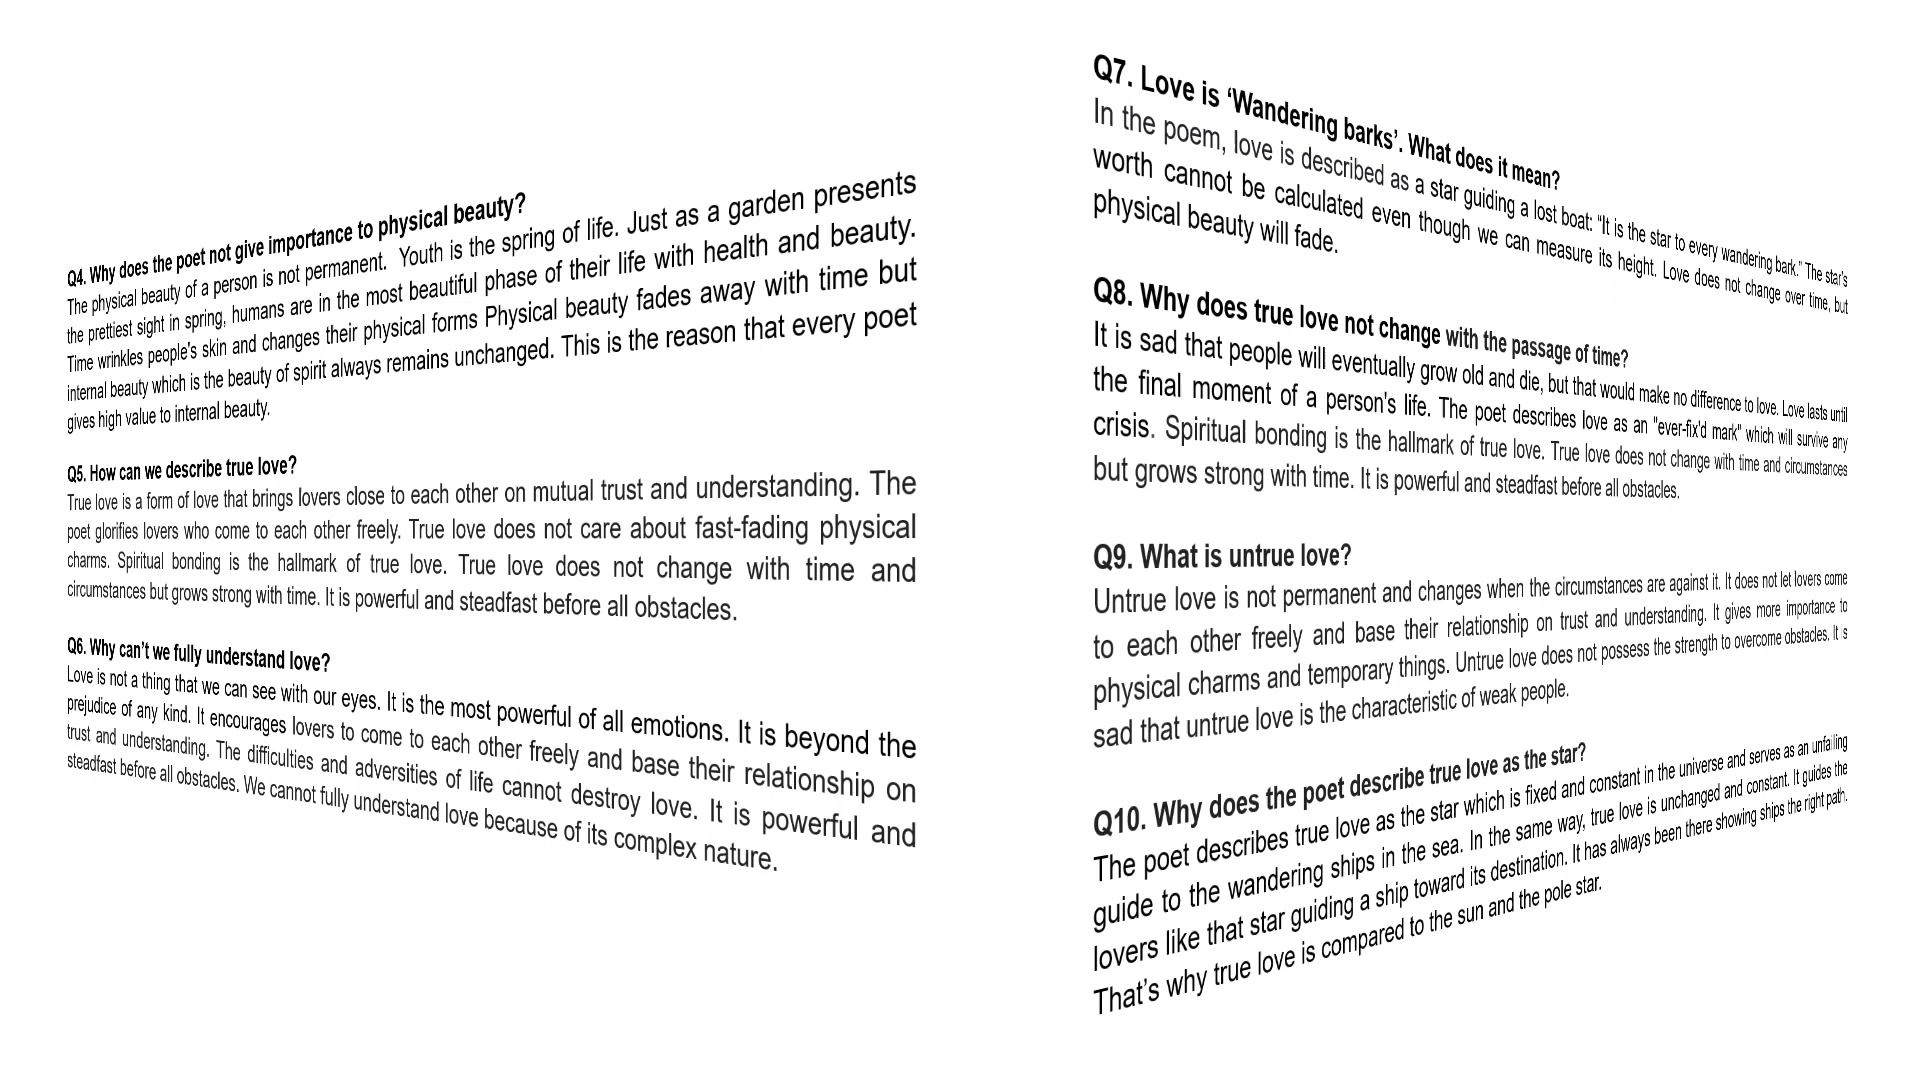 Q4. Why does the poet not give importance to physical beauty?
The physical beauty of a person is not permanent. Youth is the spring of life. Just as a garden presents
the prettiest sight in spring, humans are in the most beautiful phase of their life with health and beauty.
Time wrinkles people's skin and changes their physical forms Physical beauty fades away with time but
internal beauty which is the beauty of spirit always remains unchanged. This is the reason that every poet
gives high value to internal beauty.
Q5. How can we describe true love?
True love is a form of love that brings lovers close to each other on mutual trust and understanding. The
poet glorifies lovers who come to each other freely. True love does not care about fast-fading physical
charms. Spiritual bonding is the hallmark of true love. True love does not change with time and
circumstances but grows strong with time. It is powerful and steadfast before all obstacles.
Q6. Why can’t we fully understand love?
Love is not a thing that we can see with our eyes. It is the most powerful of all emotions. It is beyond the
prejudice of any kind. It encourages lovers to come to each other freely and base their relationship on
trust and understanding. The difficulties and adversities of life cannot destroy love. It is powerful and
steadfast before all obstacles. We cannot fully understand love because of its complex nature.
Q7. Love is ‘Wandering barks’. What does it mean?
In the poem, love is described as a star guiding a lost boat: "It is the star to every wandering bark." The star's
worth cannot be calculated even though we can measure its height. Love does not change over time, but
physical beauty will fade.
Q8. Why does true love not change with the passage of time?
It is sad that people will eventually grow old and die, but that would make no difference to love. Love lasts until
the final moment of a person's life. The poet describes love as an "ever-fix'd mark" which will survive any
crisis. Spiritual bonding is the hallmark of true love. True love does not change with time and circumstances
but grows strong with time. It is powerful and steadfast before all obstacles.
Q9. What is untrue love?
Untrue love is not permanent and changes when the circumstances are against it. It does not let lovers come
to each other freely and base their relationship on trust and understanding. It gives more importance to
physical charms and temporary things. Untrue love does not possess the strength to overcome obstacles. It is
sad that untrue love is the characteristic of weak people.
Q10. Why does the poet describe true love as the star?
The poet describes true love as the star which is fixed and constant in the universe and serves as an unfailing
guide to the wandering ships in the sea. In the same way, true love is unchanged and constant. It guides the
lovers like that star guiding a ship toward its destination. It has always been there showing ships the right path.
That’s why true love is compared to the sun and the pole star.